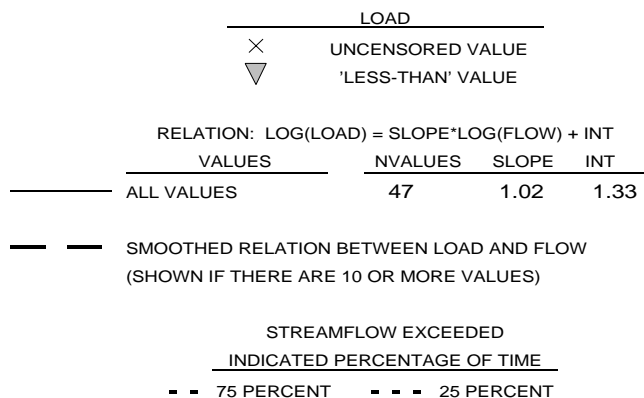 LOAD
UNCENSORED VALUE
'LESS-THAN' VALUE
RELATION: LOG(LOAD) = SLOPE*LOG(FLOW) + INT
VALUES NVALUES SLOPE INT
ALL VALUES 47 1.02 1.33
SMOOTHED RELATION BETWEEN LOAD AND FLOW
(SHOWN IF THERE ARE 10 OR MORE VALUES)
STREAMFLOW EXCEEDED
INDICATED PERCENTAGE OF TIME
75 PERCENT 25 PERCENT